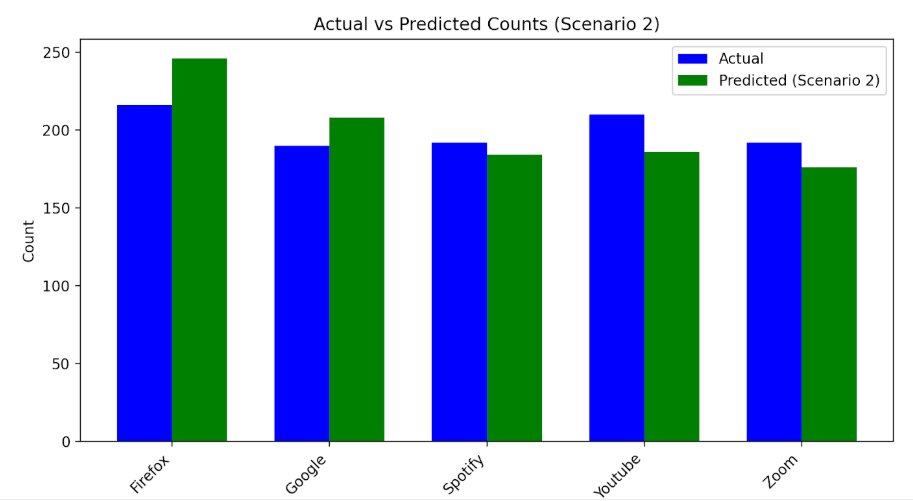 Actual vs Predicted Counts (Scenario 2)
Actual
Predicted (Scenario 2)
Count
250
200
150
100
50
0
Firefox
Google
Spotify
Youtube
Zoom